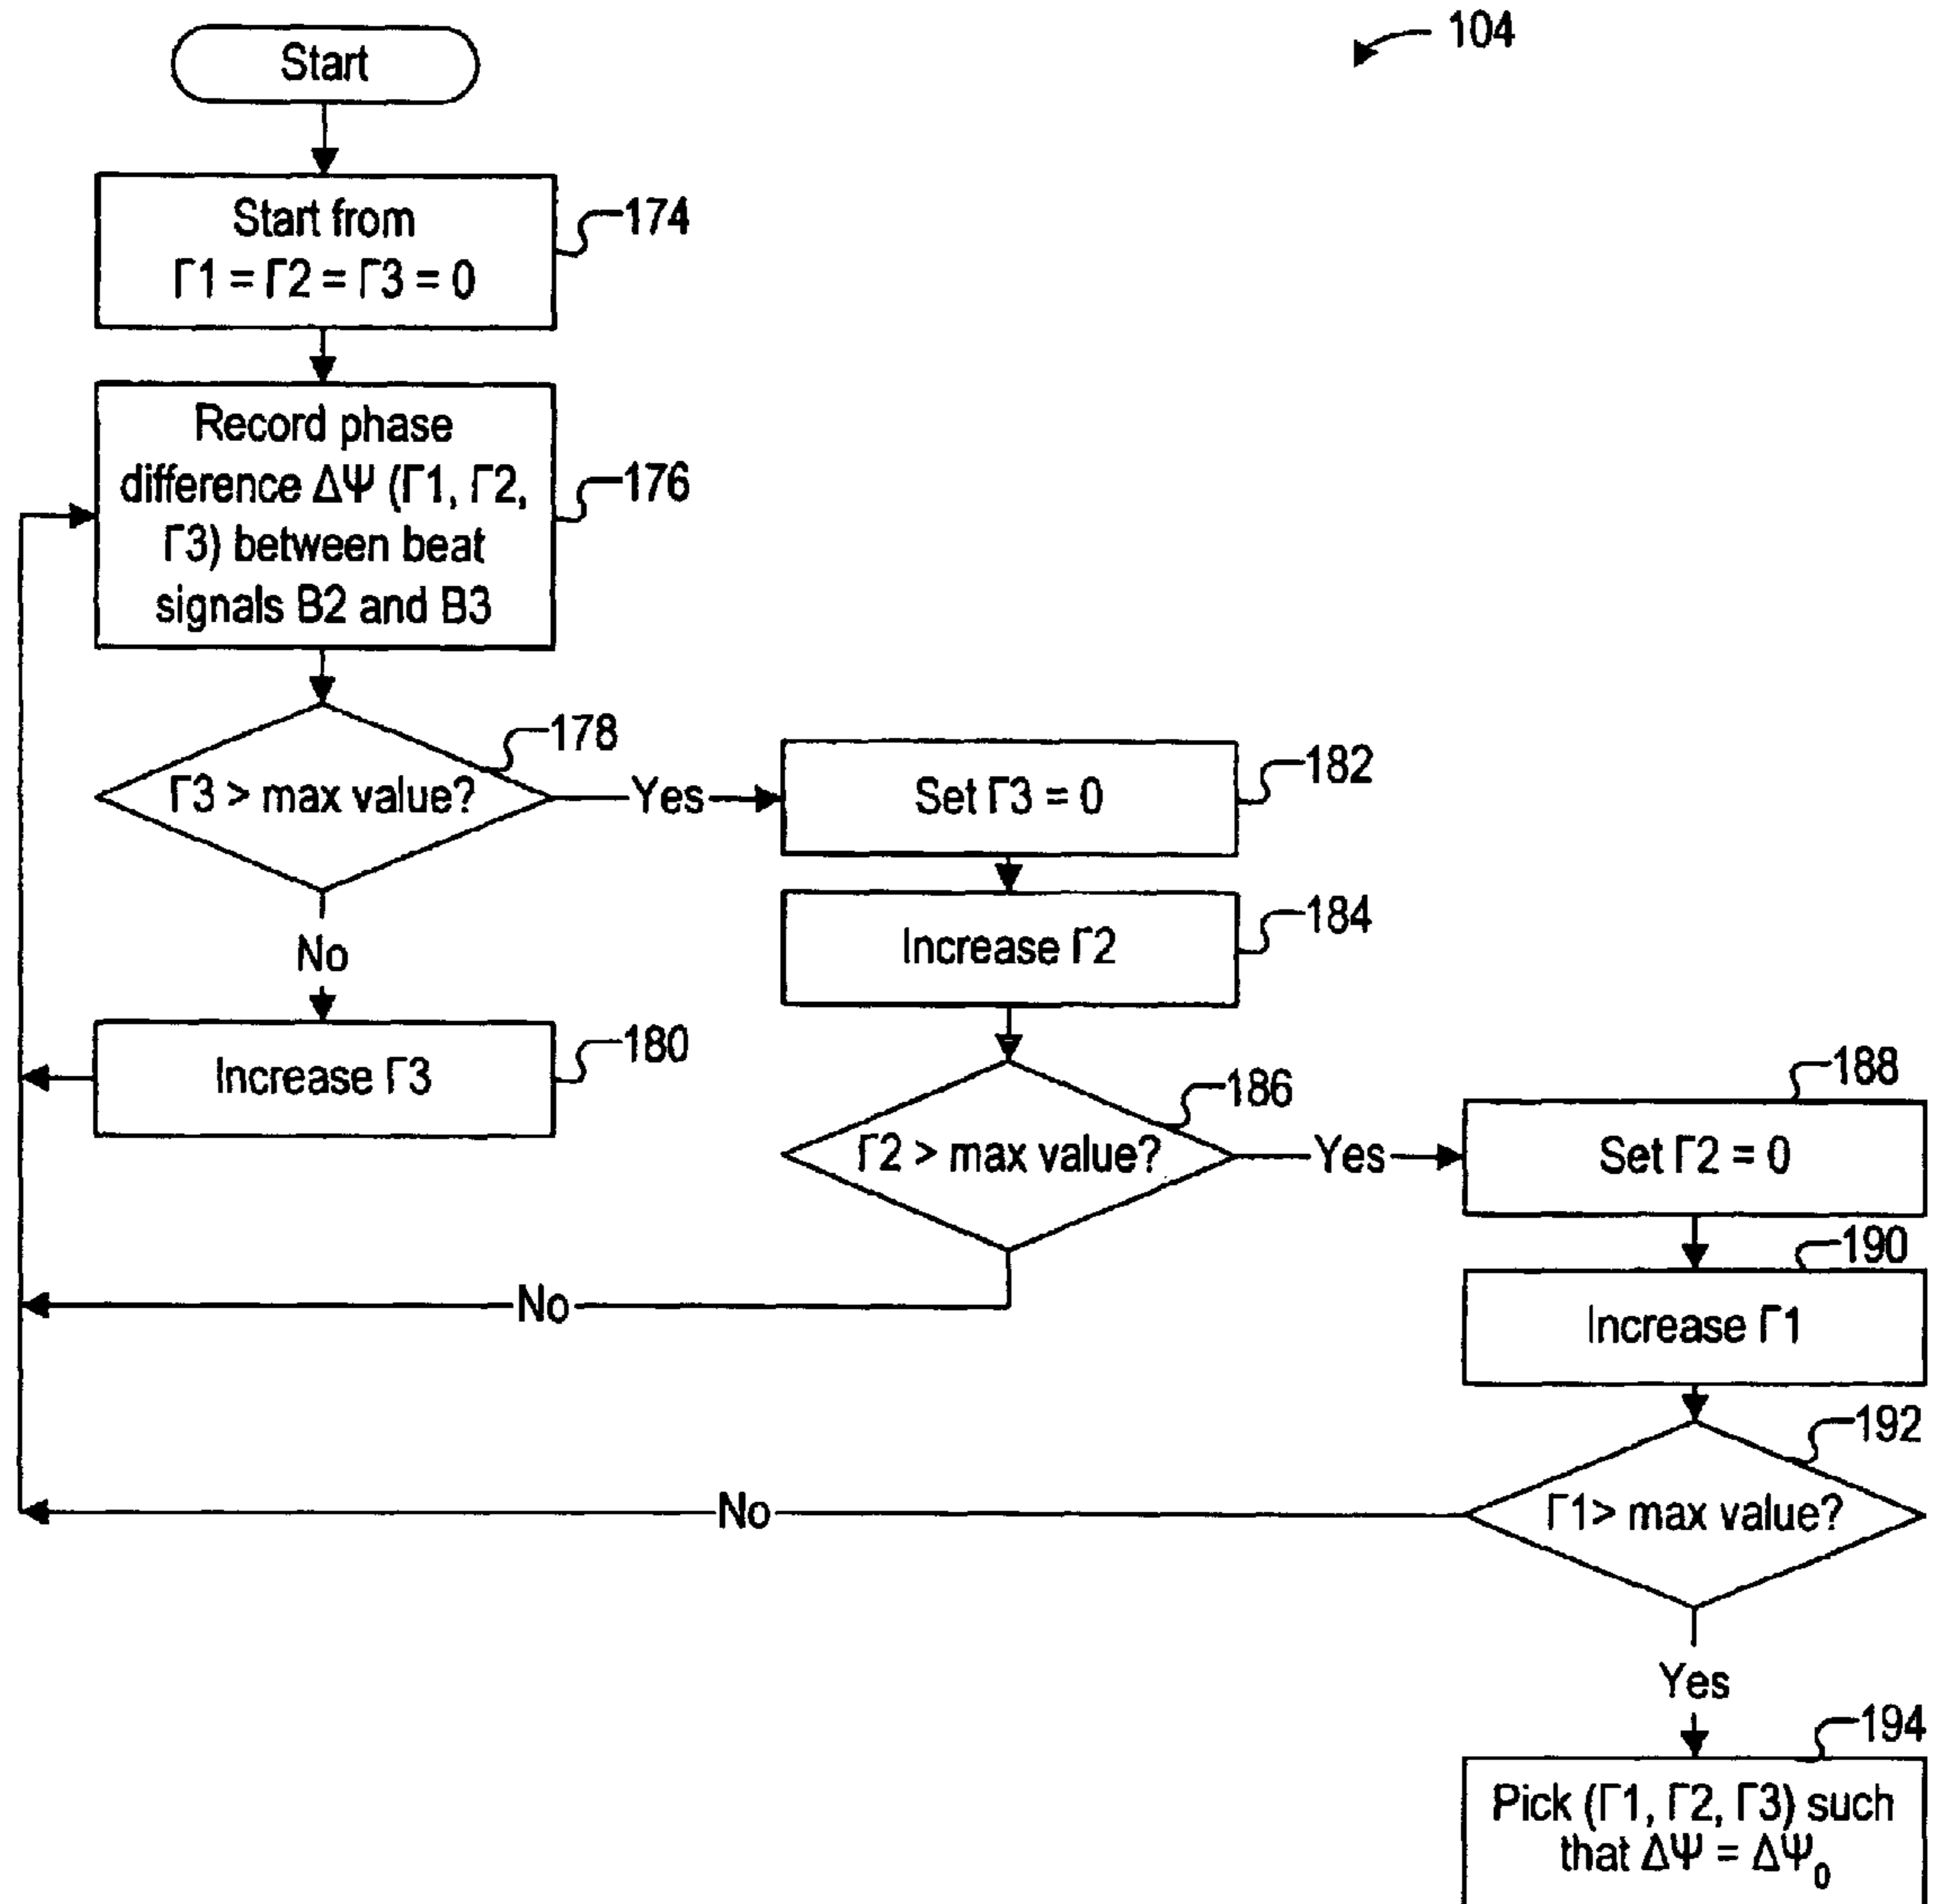 104
Start
Start from
Γ1 = Γ2 = Γ3 = 0
174
Record phase
difference ΔΨ (Γ1, Γ2,
Γ3) between beat
signals B2 and B3
176
Γ3 > max value?
178
Yes
Set Γ3 = 0
182
Increase Γ2
184
No
Increase Γ3
180
Γ2 > max value?
186
Yes
Set Γ2 = 0
188
No
Increase Γ1
190
Γ1> max value?
192
No
Yes
Pick (Γ1, Γ2, Γ3) such
that ΔΨ = ΔΨ₀
194